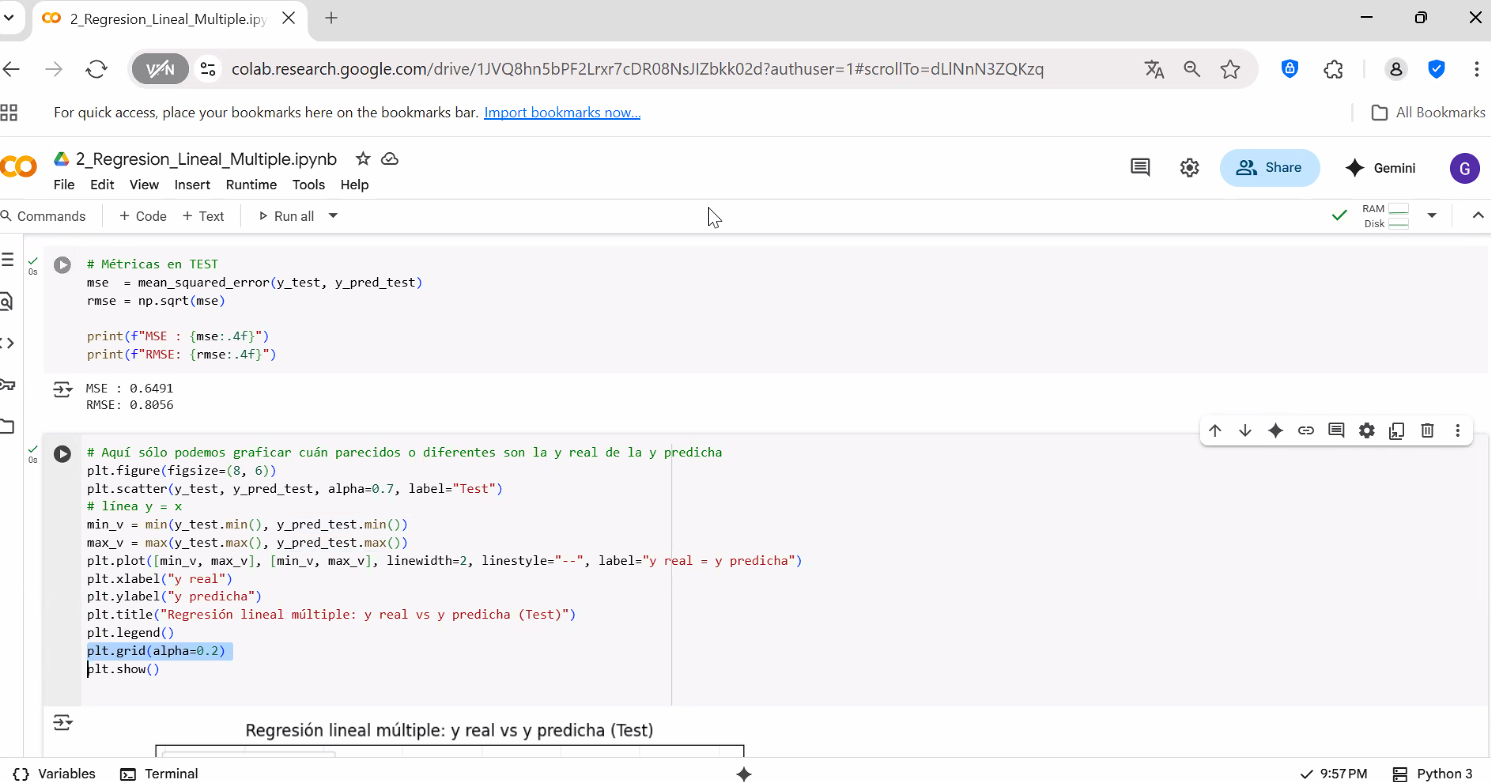 2_Regresion_Lineal_Multiple.ipy
VPN
colab.research.google.com/drive/1JVQ8hn5bPF2Lrxr7cDR08NsJIZbkk02d?authuser=1#scrollTo=dLlNnN3ZQKzq
For quick access, place your bookmarks here on the bookmarks bar. Import bookmarks now...
All Bookmarks
2_Regresion_Lineal_Multiple.ipynb
Share
Gemini
G
File Edit View Insert Runtime Tools Help
Commands + Code + Text Run all
RAM
Disk
0s
# Métricas en TEST
mse  = mean_squared_error(y_test, y_pred_test)
rmse = np.sqrt(mse)
print(f"MSE : {mse:.4f}")
print(f"RMSE: {rmse:.4f}")
MSE : 0.6491
RMSE: 0.8056
0s
# Aquí sólo podemos graficar cuán parecidos o diferentes son la y real de la y predicha
plt.figure(figsize=(8, 6))
plt.scatter(y_test, y_pred_test, alpha=0.7, label="Test")
# línea y = x
min_v = min(y_test.min(), y_pred_test.min())
max_v = max(y_test.max(), y_pred_test.max())
plt.plot([min_v, max_v], [min_v, max_v], linewidth=2, linestyle="--", label="y real = y predicha")
plt.xlabel("y real")
plt.ylabel("y predicha")
plt.title("Regresión lineal múltiple: y real vs y predicha (Test)")
plt.legend()
plt.grid(alpha=0.2)
plt.show()
Regresión lineal múltiple: y real vs y predicha (Test)
{} Variables Terminal
9:57 PM Python 3